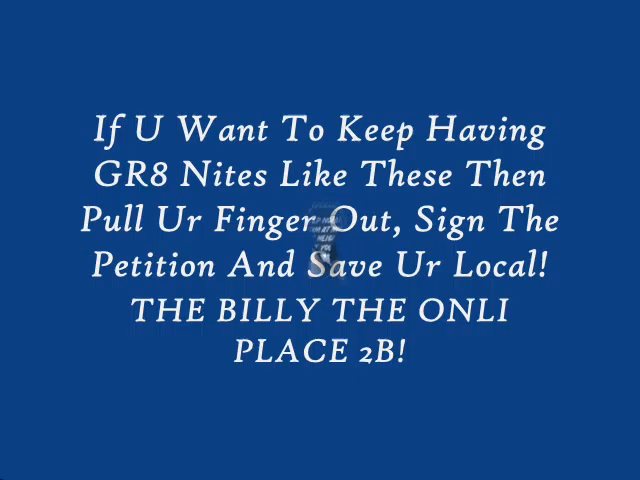 If U Want To Keep Having
GR8 Nites Like These Then
Pull Ur Finger Out, Sign The
Petition And Save Ur Local!
THE BILLY THE ONLI
PLACE 2B!